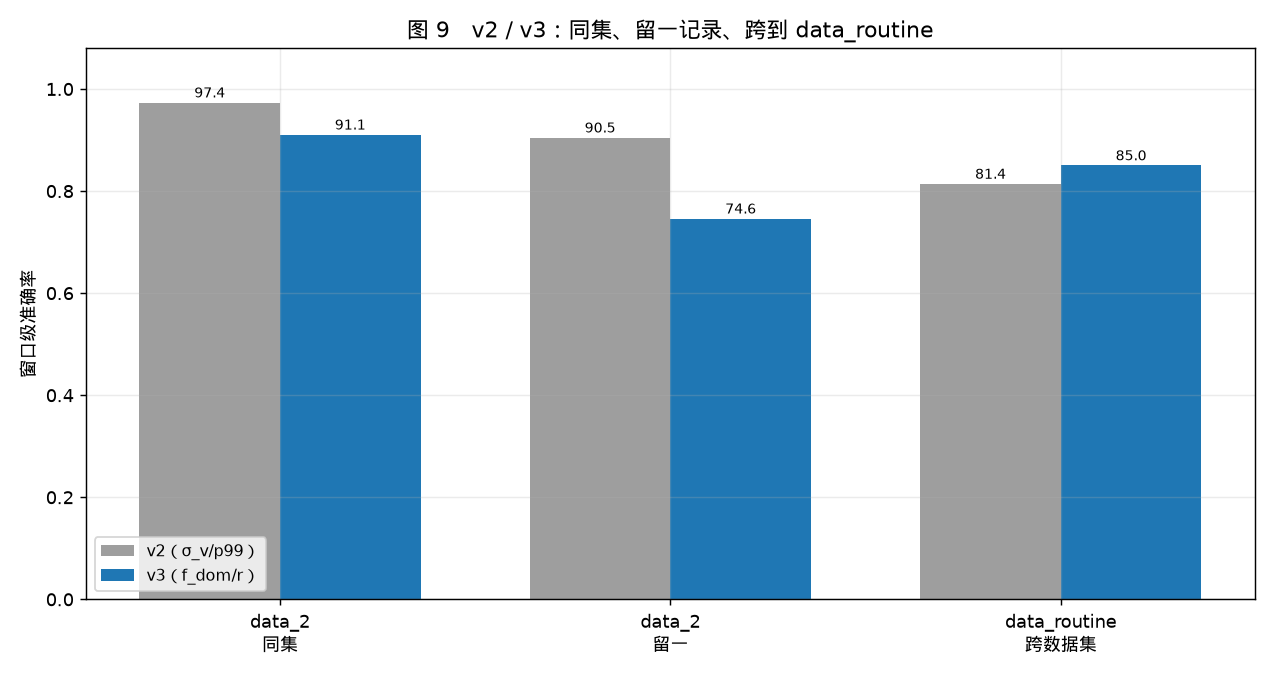 图 9　v2 / v3：同集、留一记录、跨到 data_routine
窗口级准确率
1.0
0.8
0.6
0.4
0.2
0.0
97.4
91.1
90.5
74.6
81.4
85.0
v2（σ_v/p99）
v3（f_dom/r）
data_2
同集
data_2
留一
data_routine
跨数据集